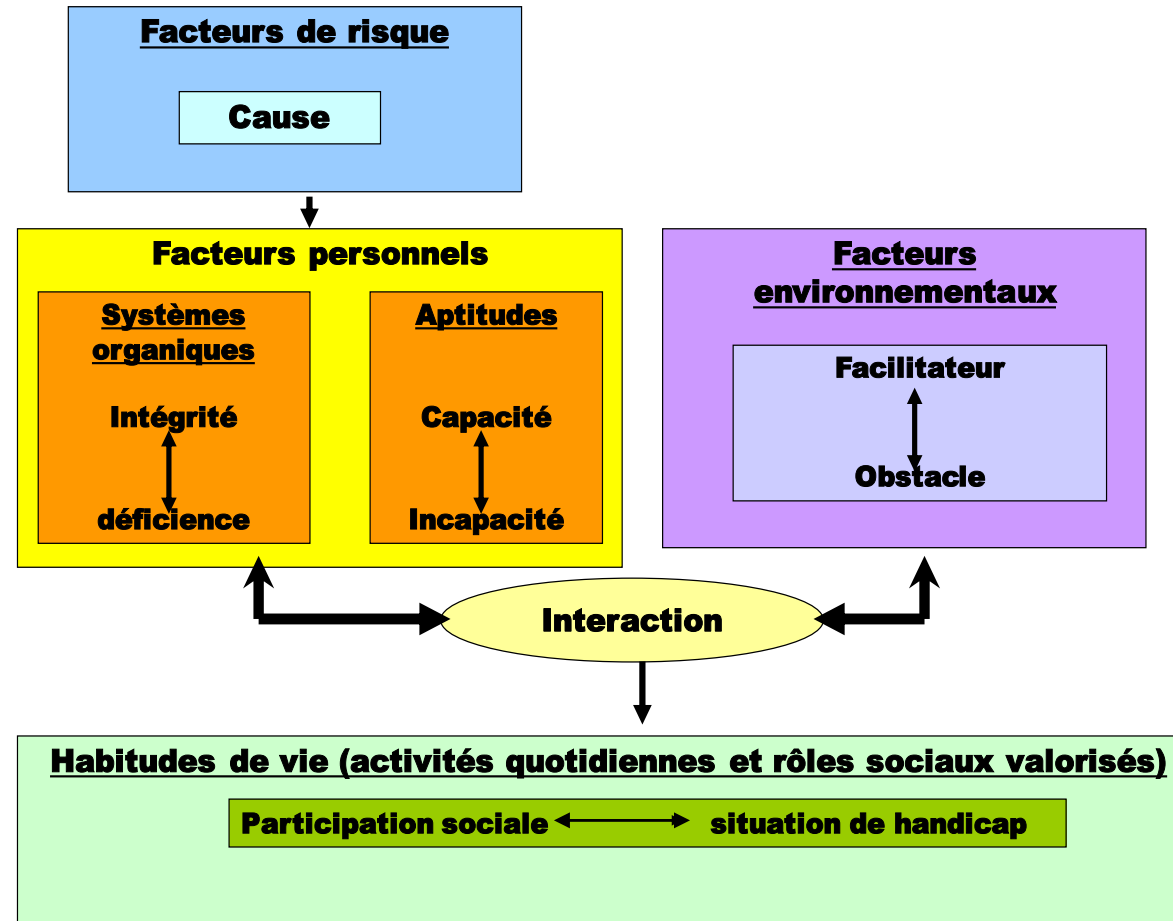 Facteurs de risque
Cause
Facteurs personnels
Systèmes
organiques
Intégrité
déficience
Aptitudes
Capacité
Incapacité
Facteurs
environnementaux
Facilitateur
Obstacle
Interaction
Habitudes de vie (activités quotidiennes et rôles sociaux valorisés)
Participation sociale situation de handicap